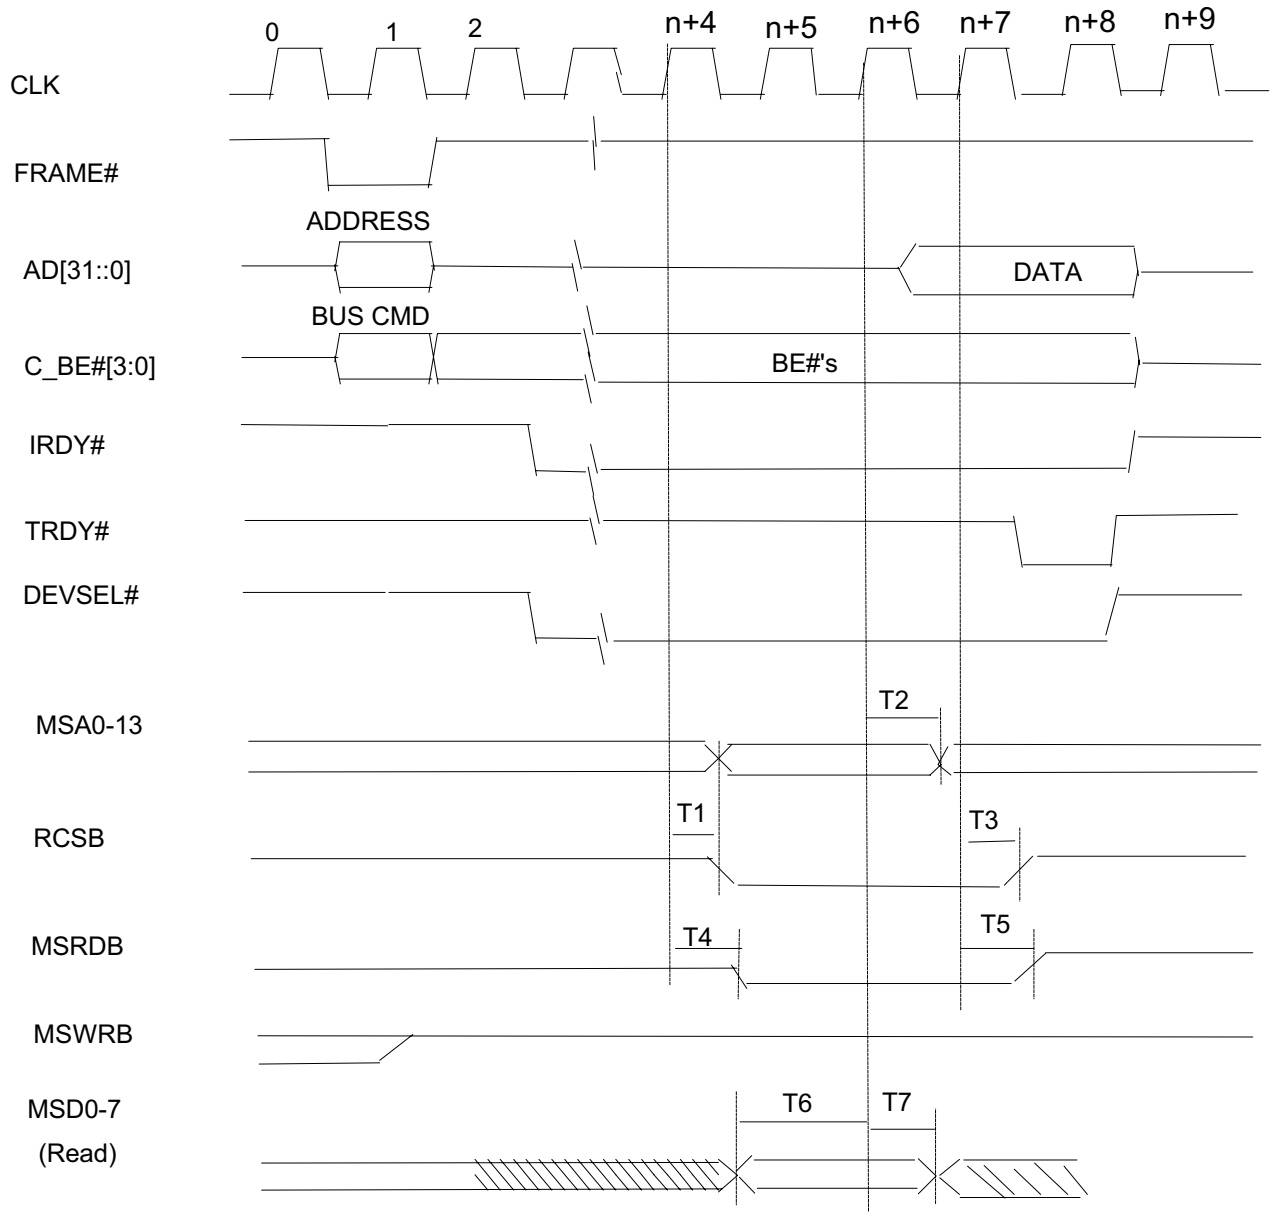 0 1 2 n+4 n+5 n+6 n+7 n+8 n+9
CLK
FRAME#
ADDRESS
AD[31::0] DATA
BUS CMD
C_BE#[3:0] BE#'s
IRDY#
TRDY#
DEVSEL#
T2
MSA0-13
T1 T3
RCSB
T4 T5
MSRDB
MSWRB
MSD0-7 T6 T7
(Read)